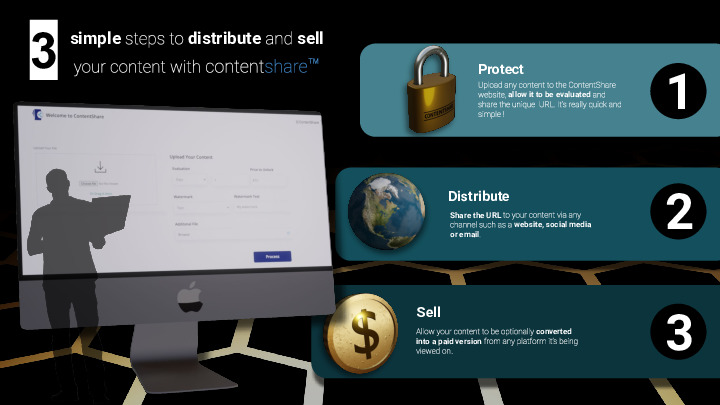 3 simple steps to distribute and sell
your content with contentshare™
Welcome to ContentShare
Upload Your Content
Process
Protect
Upload any content to the ContentShare
website, allow it to be evaluated and
share the unique URL. It's really quick and
simple!
1
CONTENTSHARE
Distribute
Share the URL to your content via any
channel such as a website, social media
or email.
2
Sell
Allow your content to be optionally converted
into a paid version from any platform it's being
viewed on.
3
$